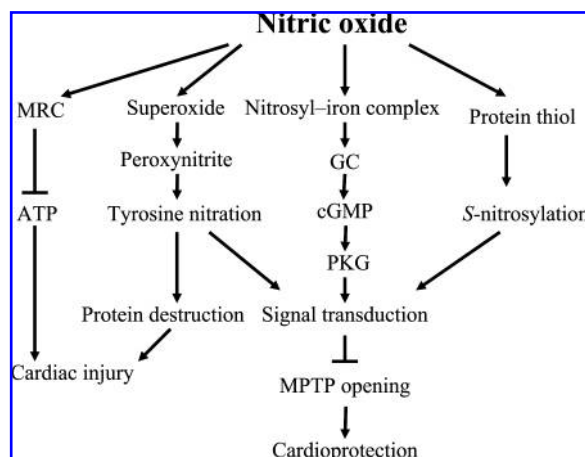 Nitric oxide
MRC
Superoxide
Nitrosyl–iron complex
Protein thiol
Peroxynitrite
GC
ATP
Tyrosine nitration
cGMP
S-nitrosylation
PKG
Protein destruction
Signal transduction
Cardiac injury
MPTP opening
Cardioprotection